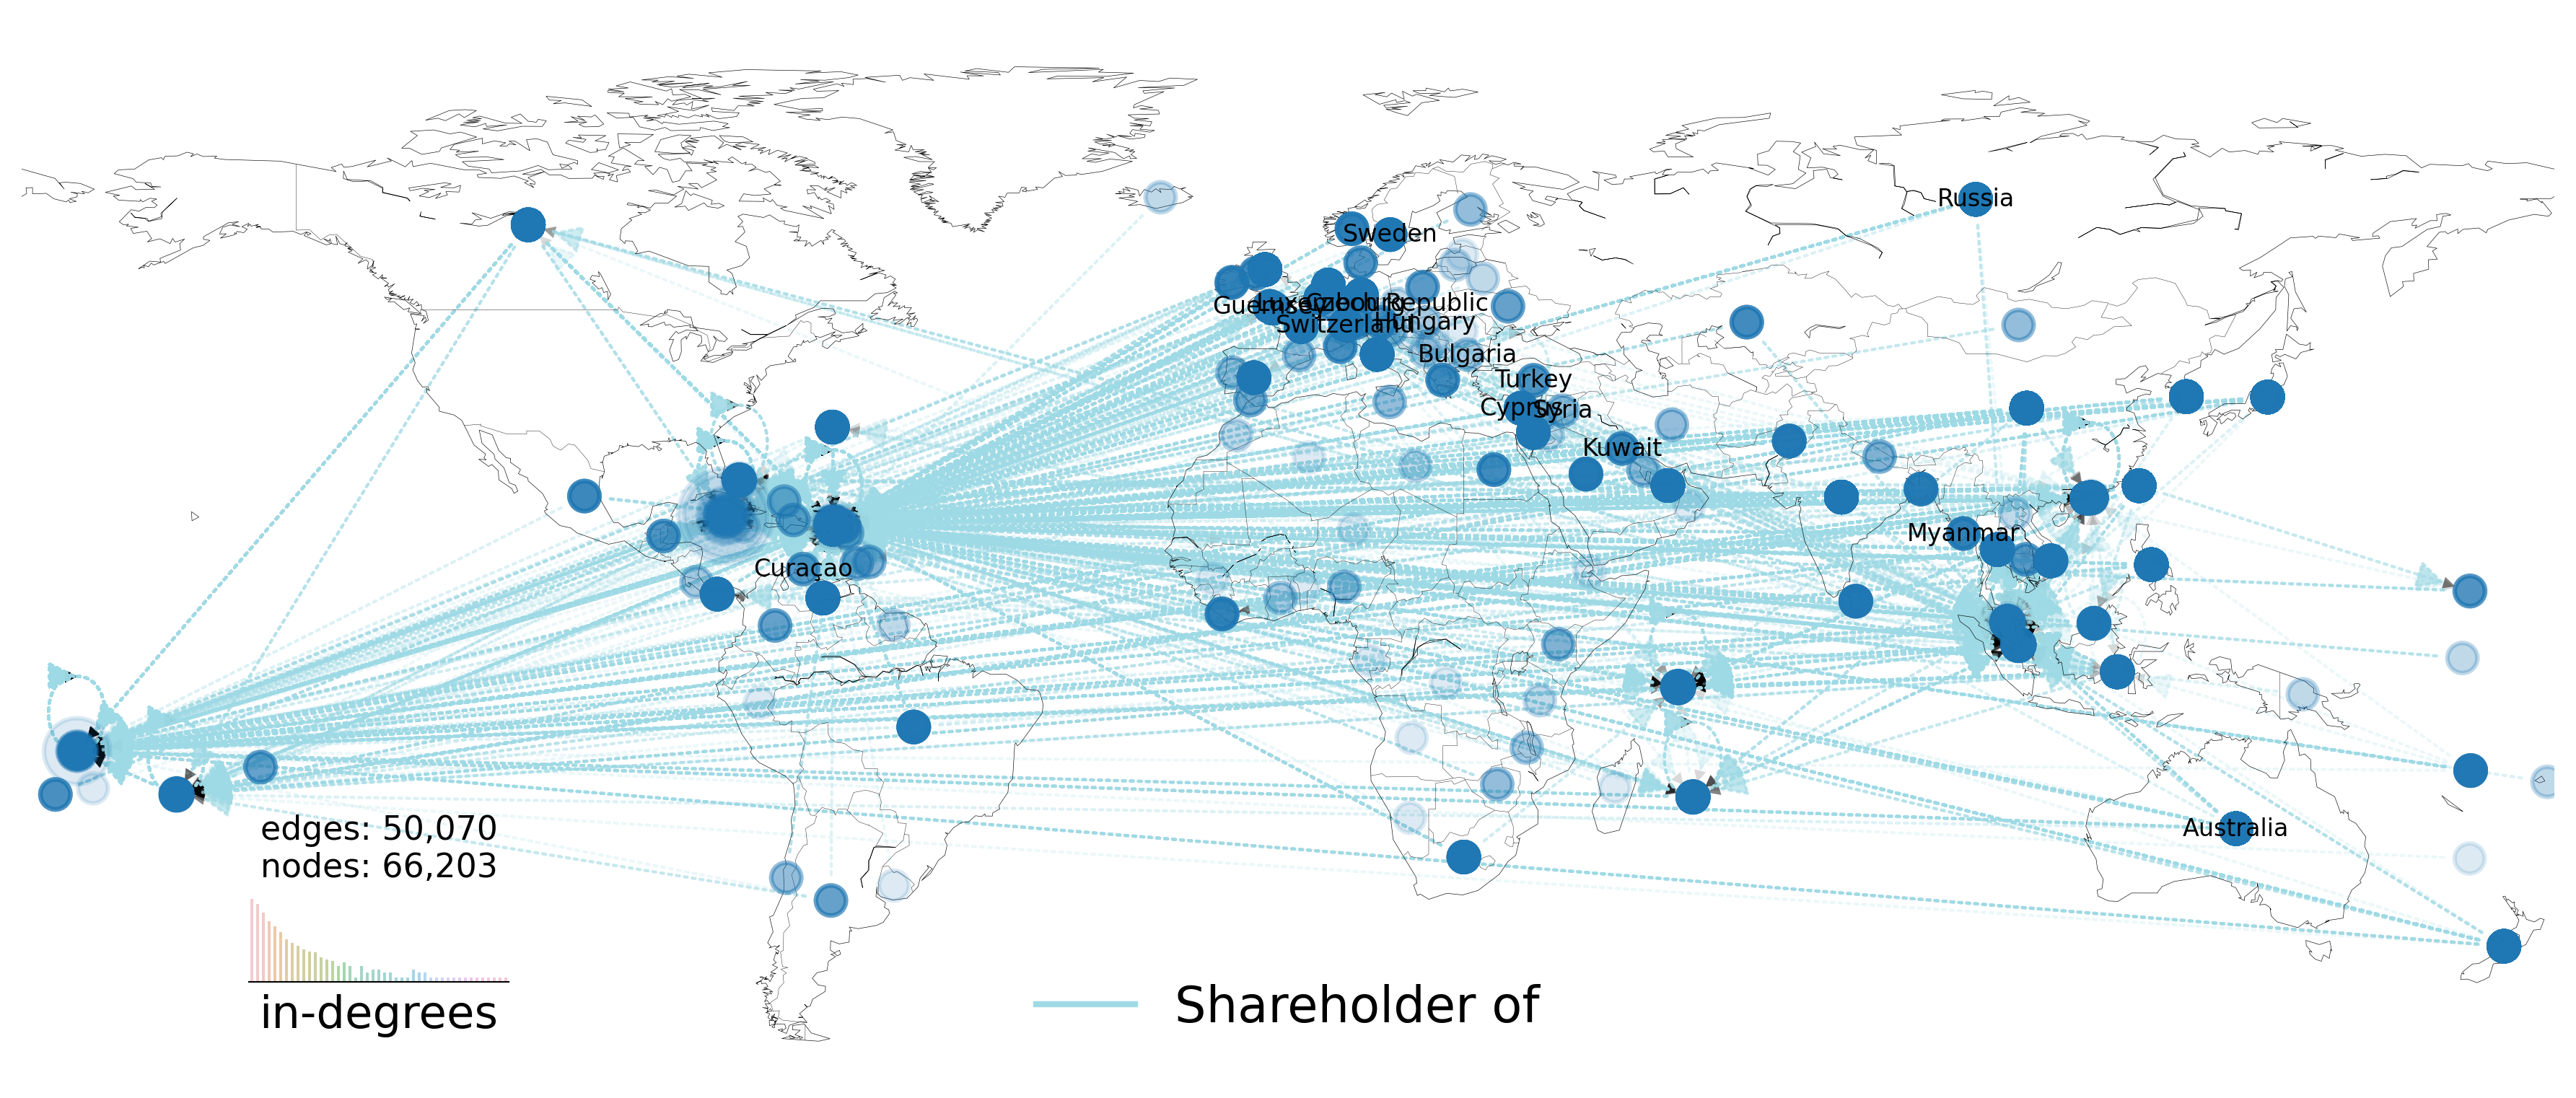 Russia
Sweden
Guernsey
Luxembourg
Czech Republic
Switzerland
Hungary
Bulgaria
Turkey
Cyprus
Syria
Kuwait
Myanmar
Curaçao
Australia
edges: 50,070
nodes: 66,203
in-degrees
Shareholder of